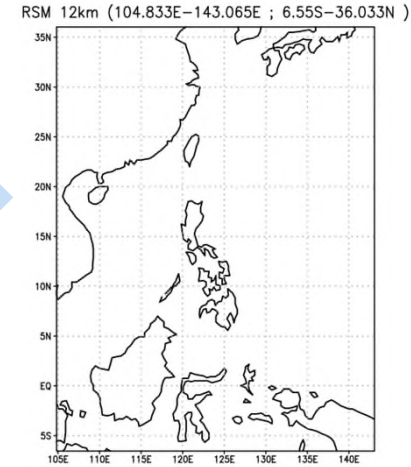 RSM 12km (104.833E-143.065E ; 6.55S-36.033N )
35N
30N
25N
20N
15N
10N
5N
EQ
5S
105E 110E 115E 120E 125E 130E 135E 140E